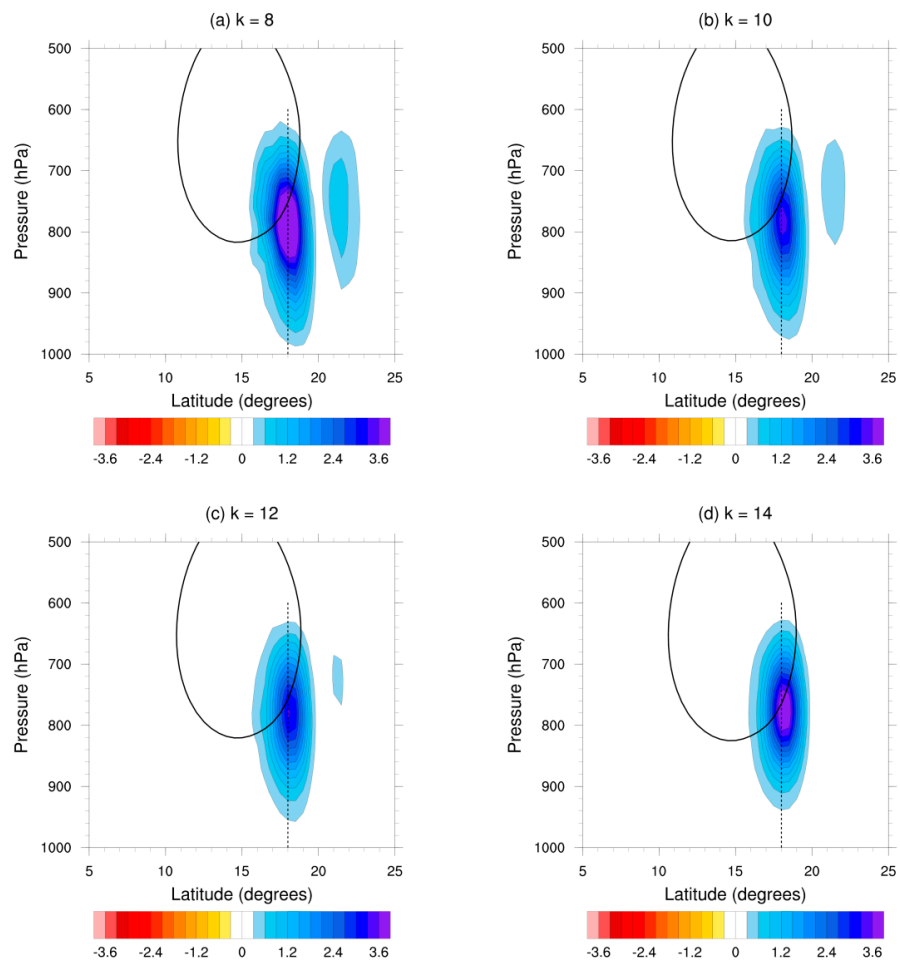 (a) k = 8
500
600
700
800
900
1000
Pressure (hPa)
5 10 15 20 25
Latitude (degrees)
-3.6 -2.4 -1.2 0 1.2 2.4 3.6
(b) k = 10
500
600
700
800
900
1000
Pressure (hPa)
5 10 15 20 25
Latitude (degrees)
-3.6 -2.4 -1.2 0 1.2 2.4 3.6
(c) k = 12
500
600
700
800
900
1000
Pressure (hPa)
5 10 15 20 25
Latitude (degrees)
-3.6 -2.4 -1.2 0 1.2 2.4 3.6
(d) k = 14
500
600
700
800
900
1000
Pressure (hPa)
5 10 15 20 25
Latitude (degrees)
-3.6 -2.4 -1.2 0 1.2 2.4 3.6